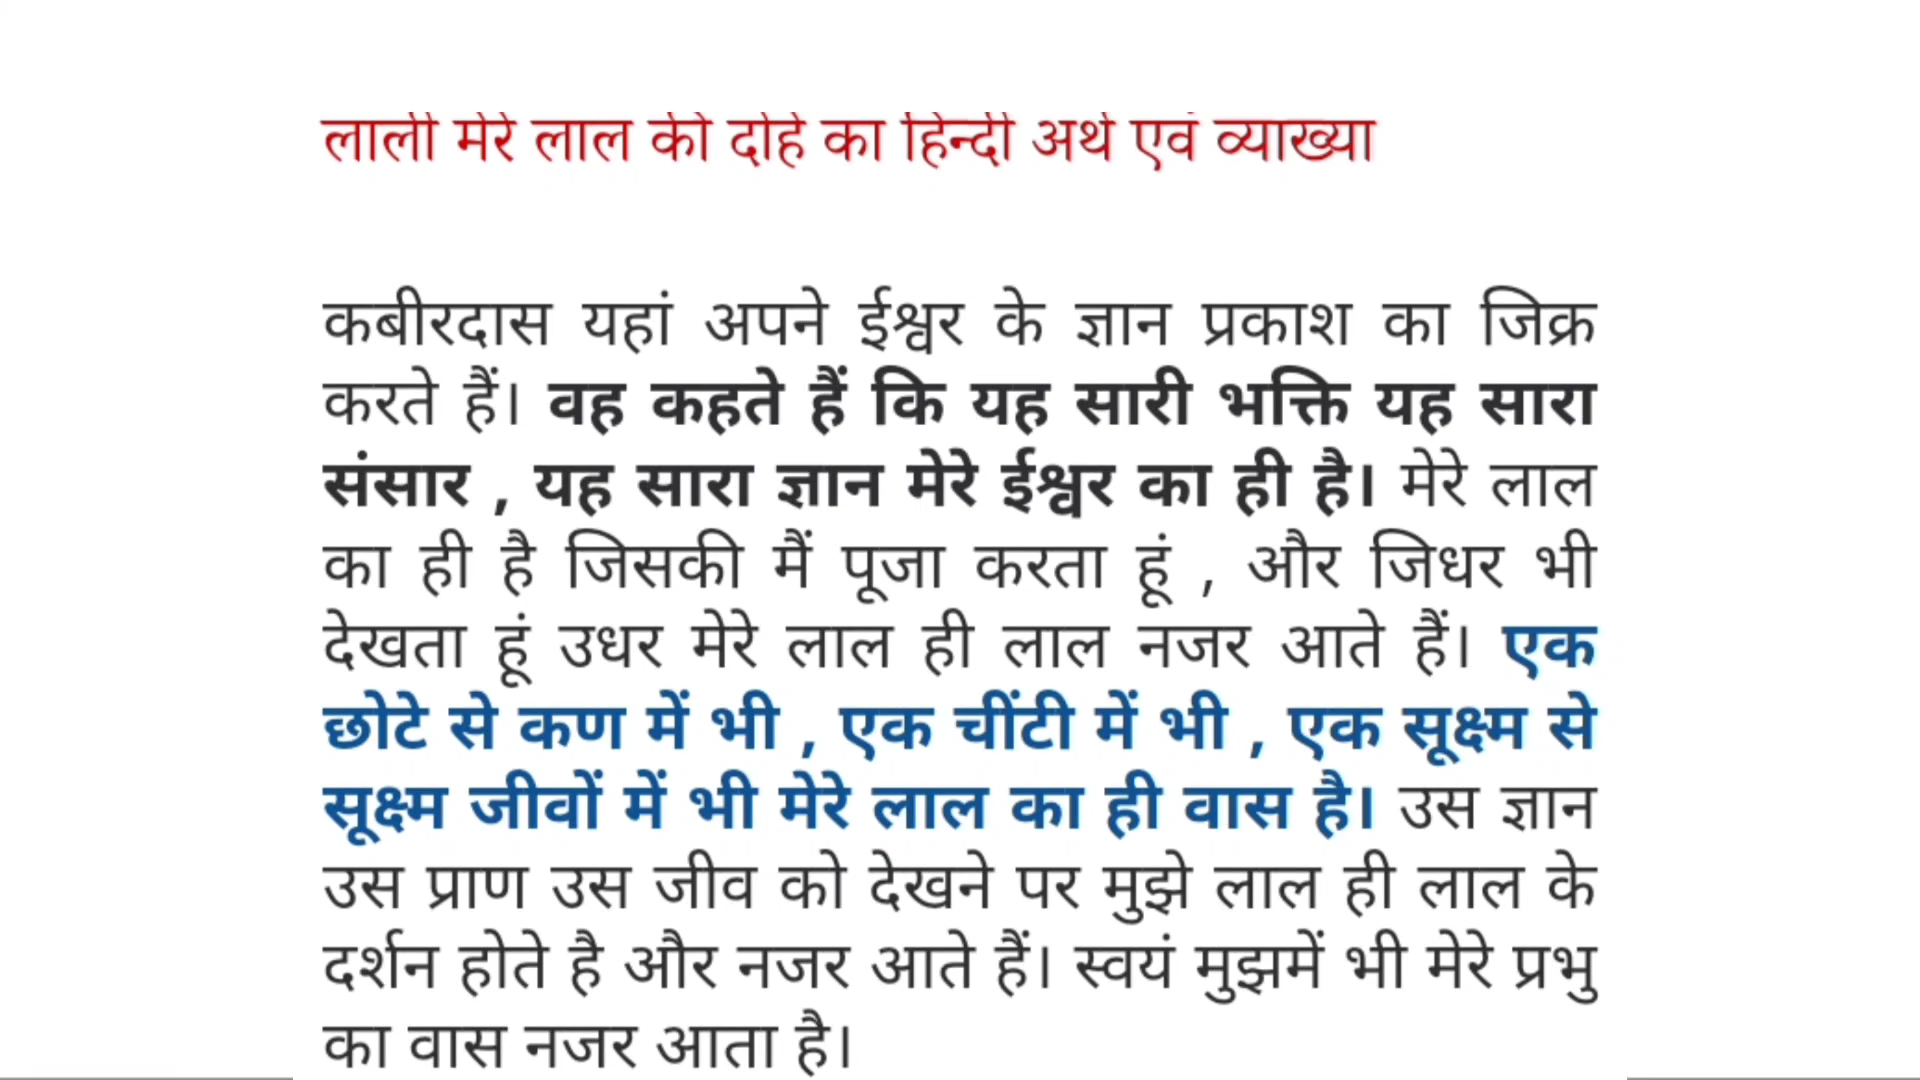 लाली मेरे लाल की दोहे का हिन्दी अर्थ एवं व्याख्या
कबीरदास यहां अपने ईश्वर के ज्ञान प्रकाश का जिक्र
करते हैं। वह कहते हैं कि यह सारी भक्ति यह सारा
संसार , यह सारा ज्ञान मेरे ईश्वर का ही है। मेरे लाल
का ही है जिसकी मैं पूजा करता हूं , और जिधर भी
देखता हूं उधर मेरे लाल ही लाल नजर आते हैं। एक
छोटे से कण में भी , एक चींटी में भी , एक सूक्ष्म से
सूक्ष्म जीवों में भी मेरे लाल का ही वास है। उस ज्ञान
उस प्राण उस जीव को देखने पर मुझे लाल ही लाल के
दर्शन होते है और नजर आते हैं। स्वयं मुझमें भी मेरे प्रभु
का वास नजर आता है।